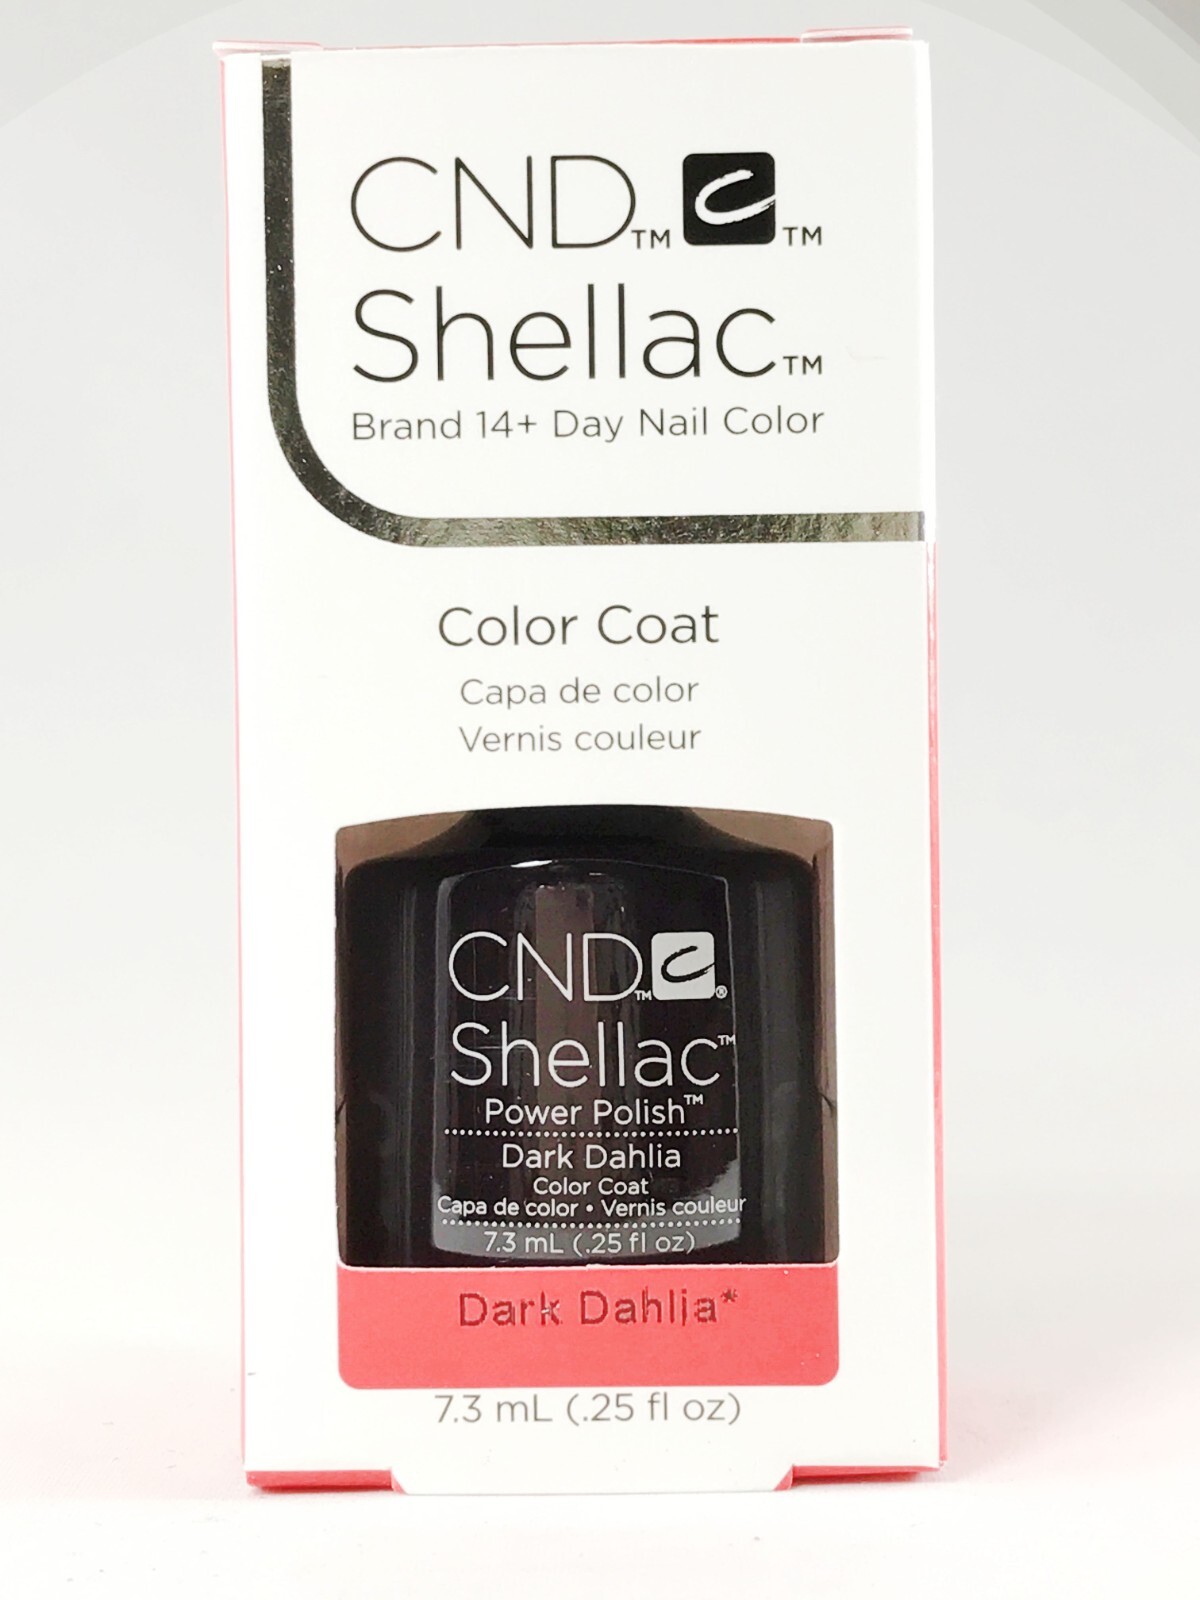 CND™ ™
Shellac™
Brand 14+ Day Nail Color
Color Coat
Capa de color
Vernis couleur
CND™ ®
Shellac™
Power Polish™
Dark Dahlia
Color Coat
Capa de color • Vernis couleur
7.3 mL (.25 fl oz)
Dark Dahlia*
7.3 mL (.25 fl oz)